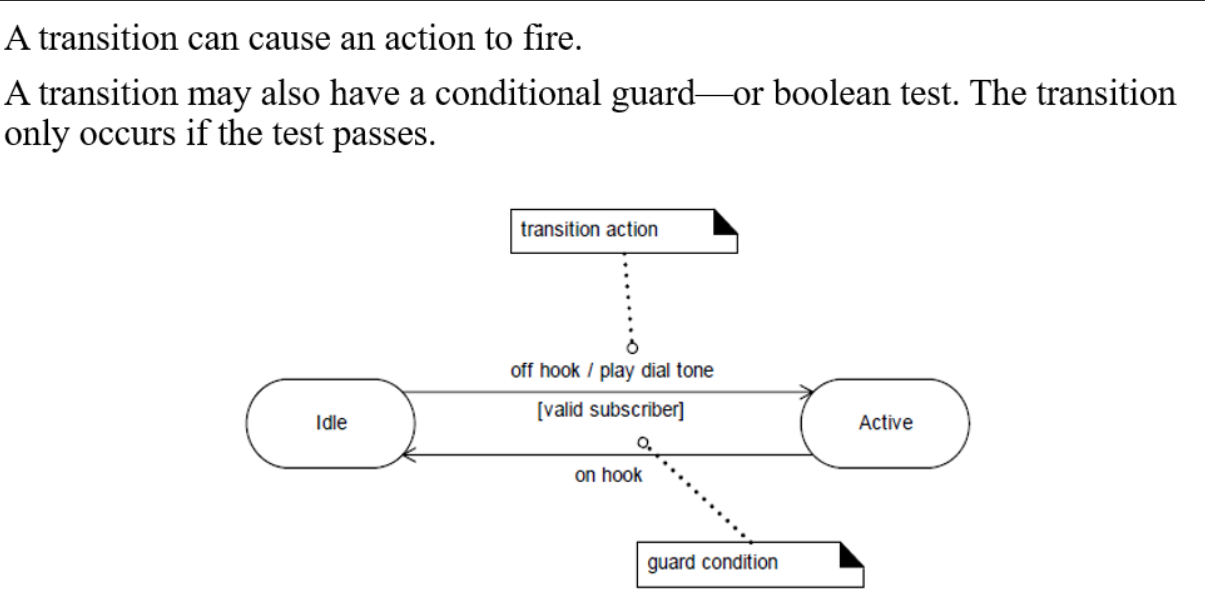 A transition can cause an action to fire.
A transition may also have a conditional guard—or boolean test. The transition
only occurs if the test passes.
transition action
off hook / play dial tone
[valid subscriber]
Idle
Active
on hook
guard condition